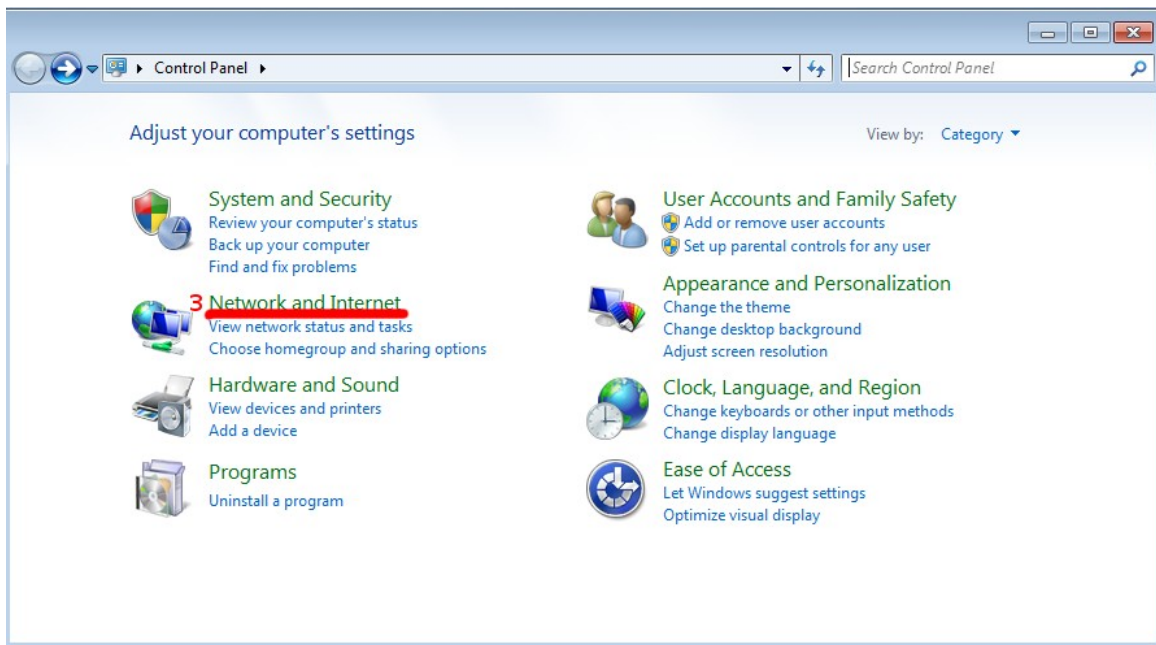 Control Panel
Search Control Panel
Adjust your computer's settings
View by: Category
System and Security
Review your computer's status
Back up your computer
Find and fix problems
3 Network and Internet
View network status and tasks
Choose homegroup and sharing options
Hardware and Sound
View devices and printers
Add a device
Programs
Uninstall a program
User Accounts and Family Safety
Add or remove user accounts
Set up parental controls for any user
Appearance and Personalization
Change the theme
Change desktop background
Adjust screen resolution
Clock, Language, and Region
Change keyboards or other input methods
Change display language
Ease of Access
Let Windows suggest settings
Optimize visual display